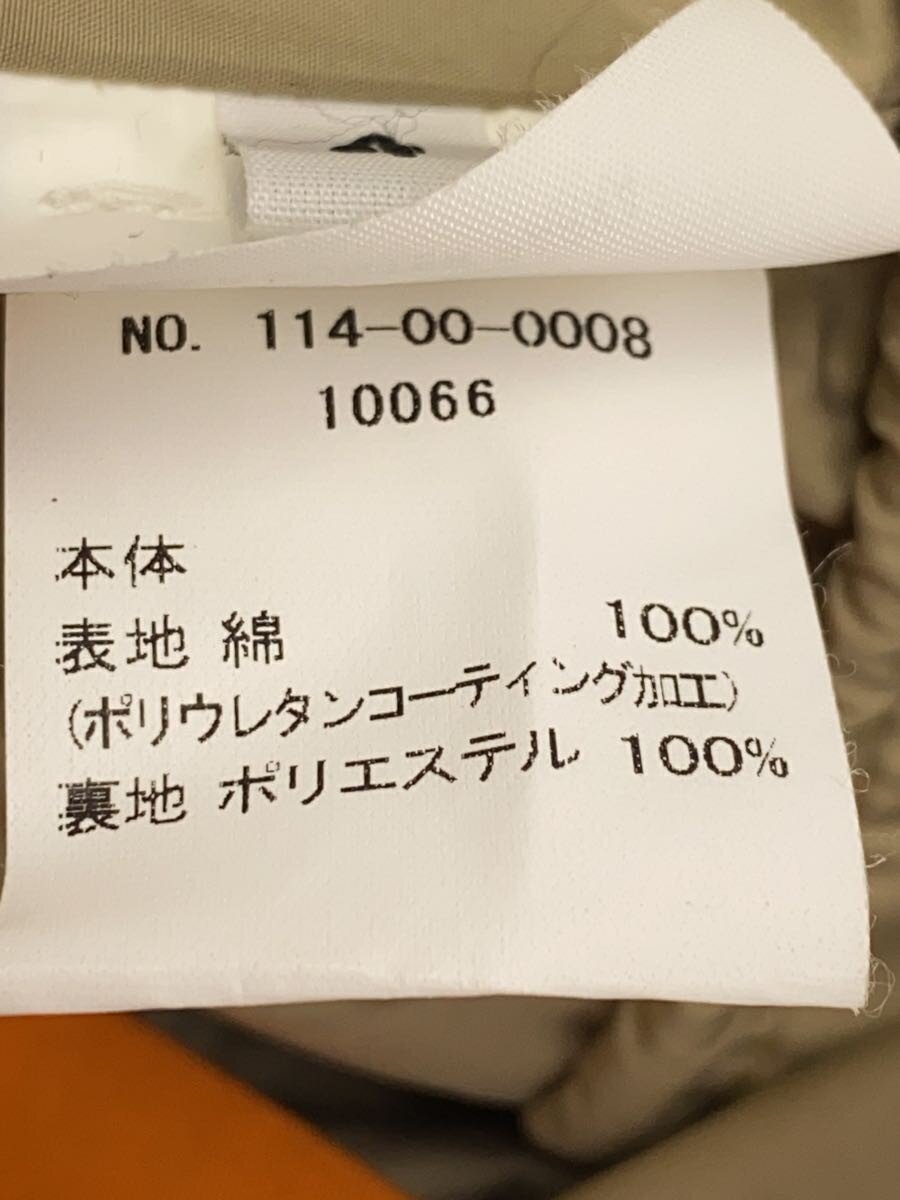 NO. 114-00-0008
10066
本体
表地 綿 100%
(ポリウレタンコーティング加工)
裏地 ポリエステル 100%